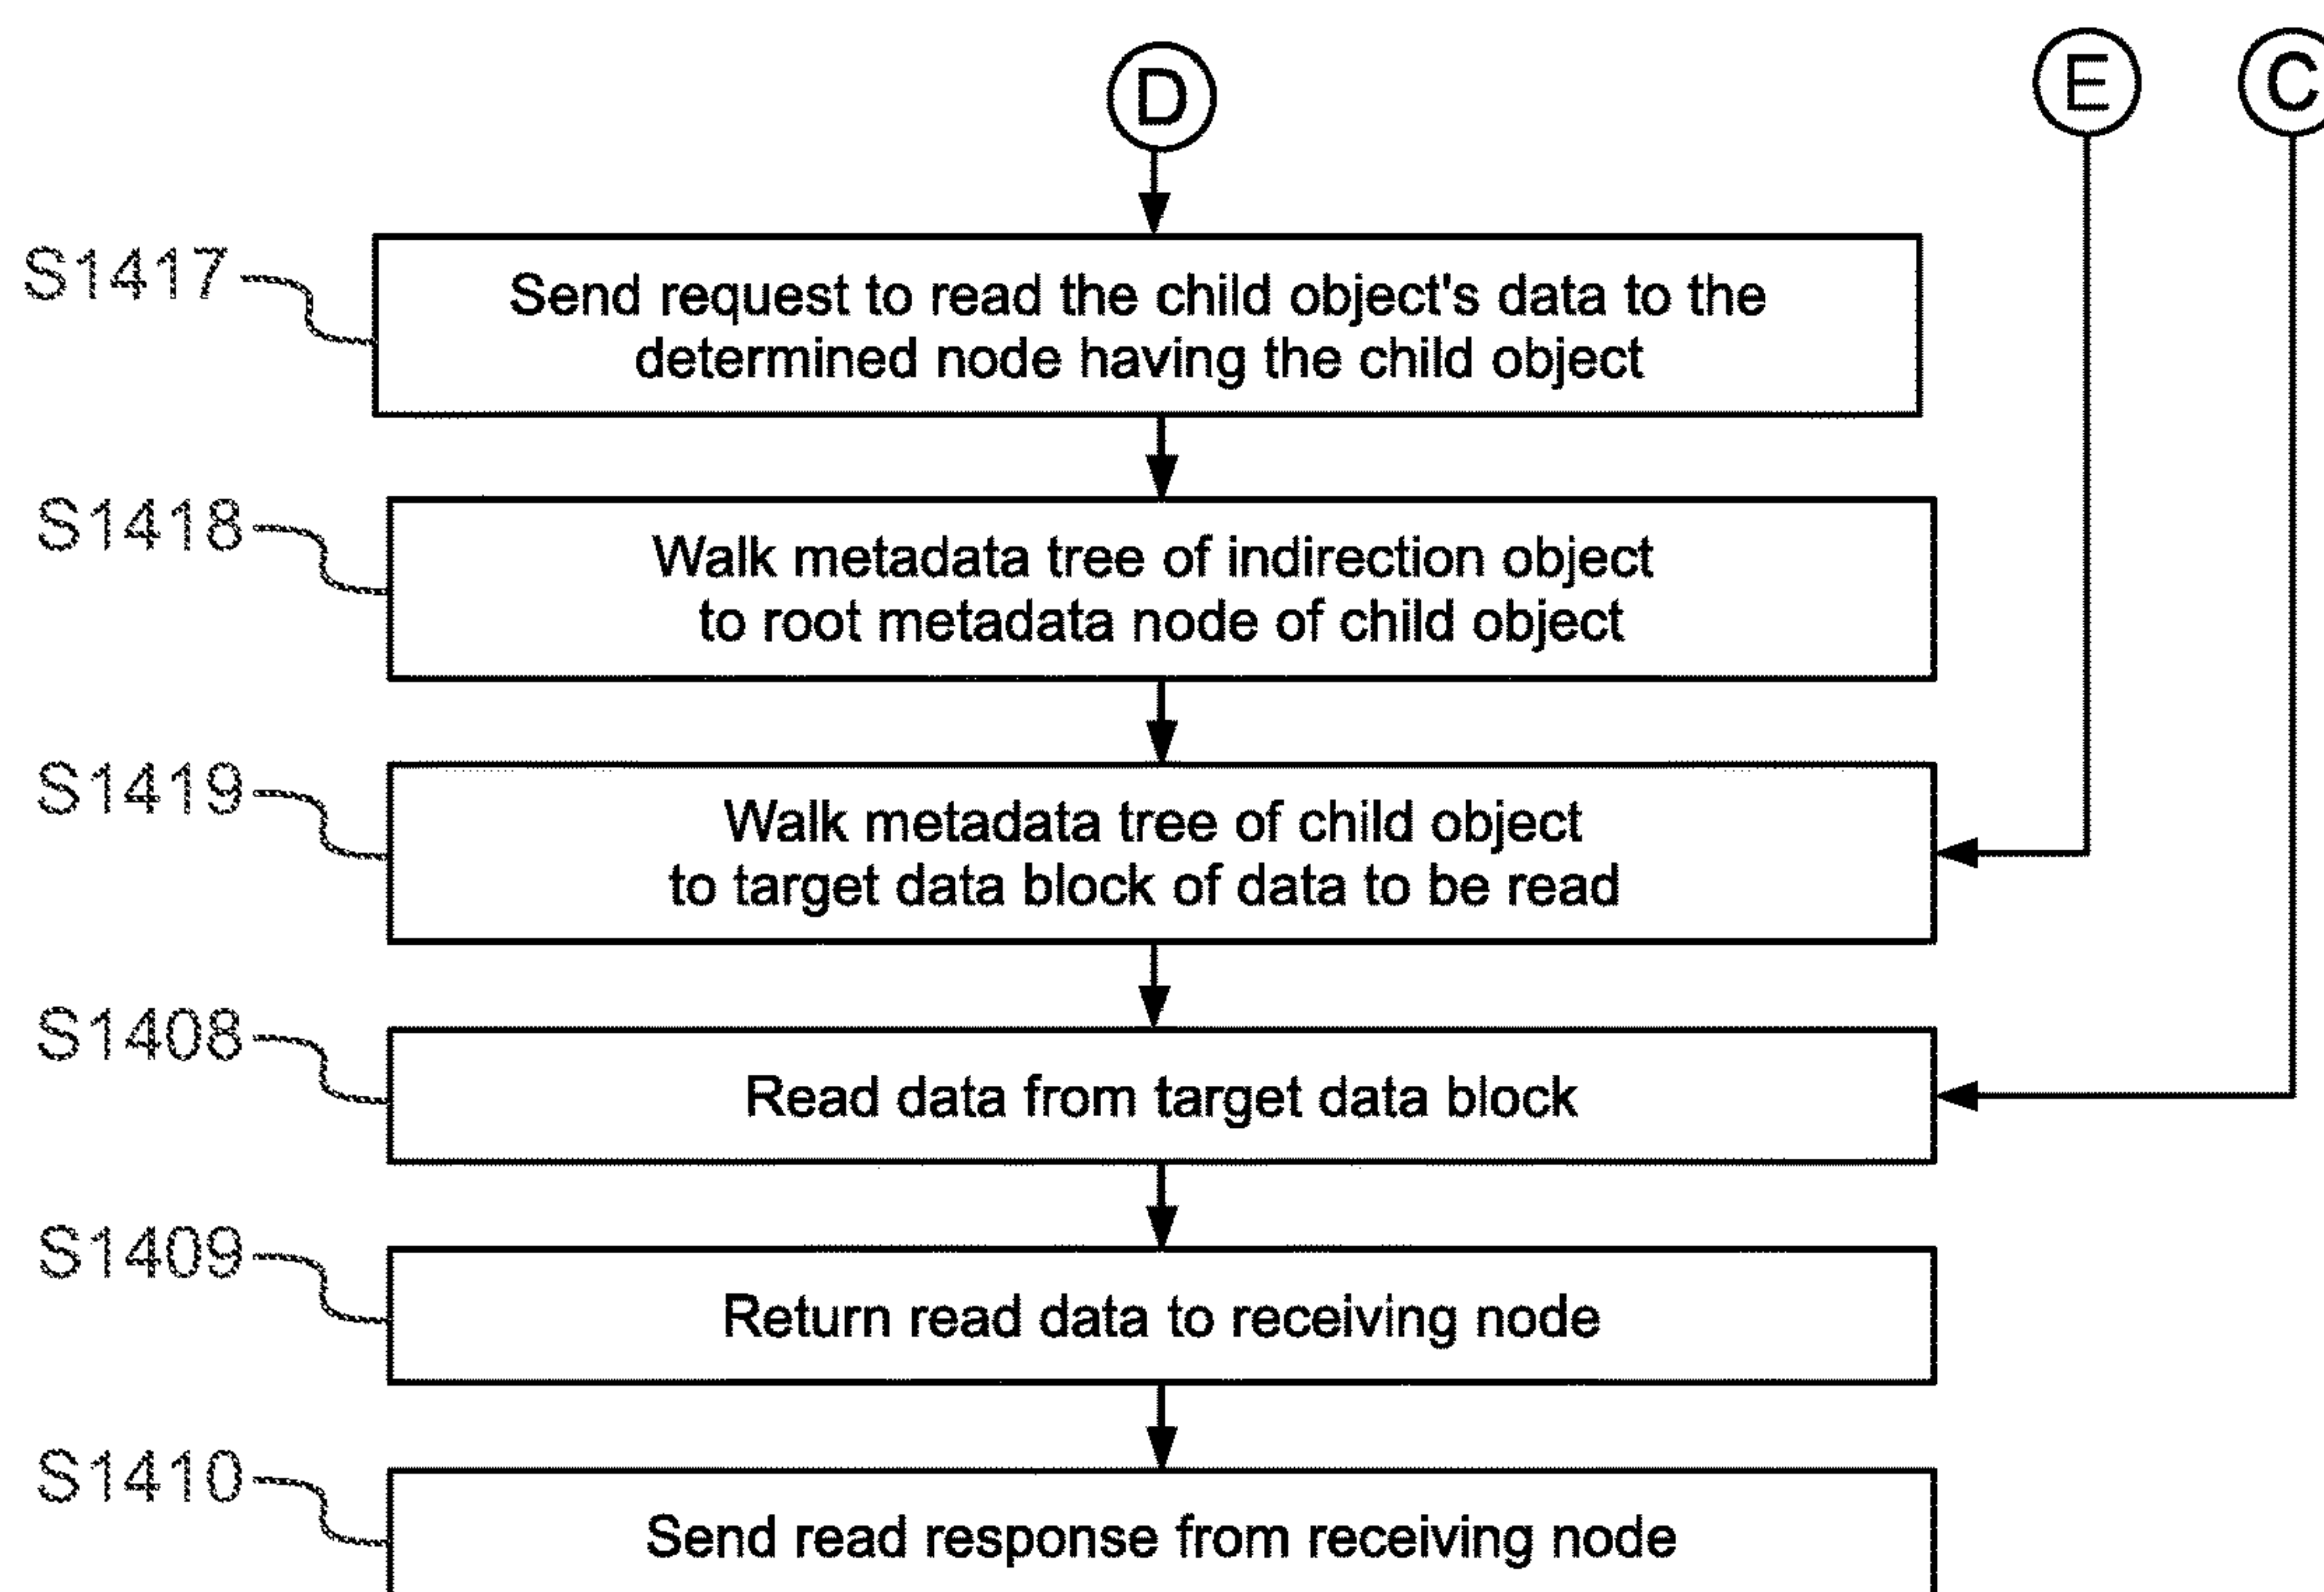 D
E
C
S1417
Send request to read the child object's data to the
determined node having the child object
S1418
Walk metadata tree of indirection object
to root metadata node of child object
S1419
Walk metadata tree of child object
to target data block of data to be read
S1408
Read data from target data block
S1409
Return read data to receiving node
S1410
Send read response from receiving node